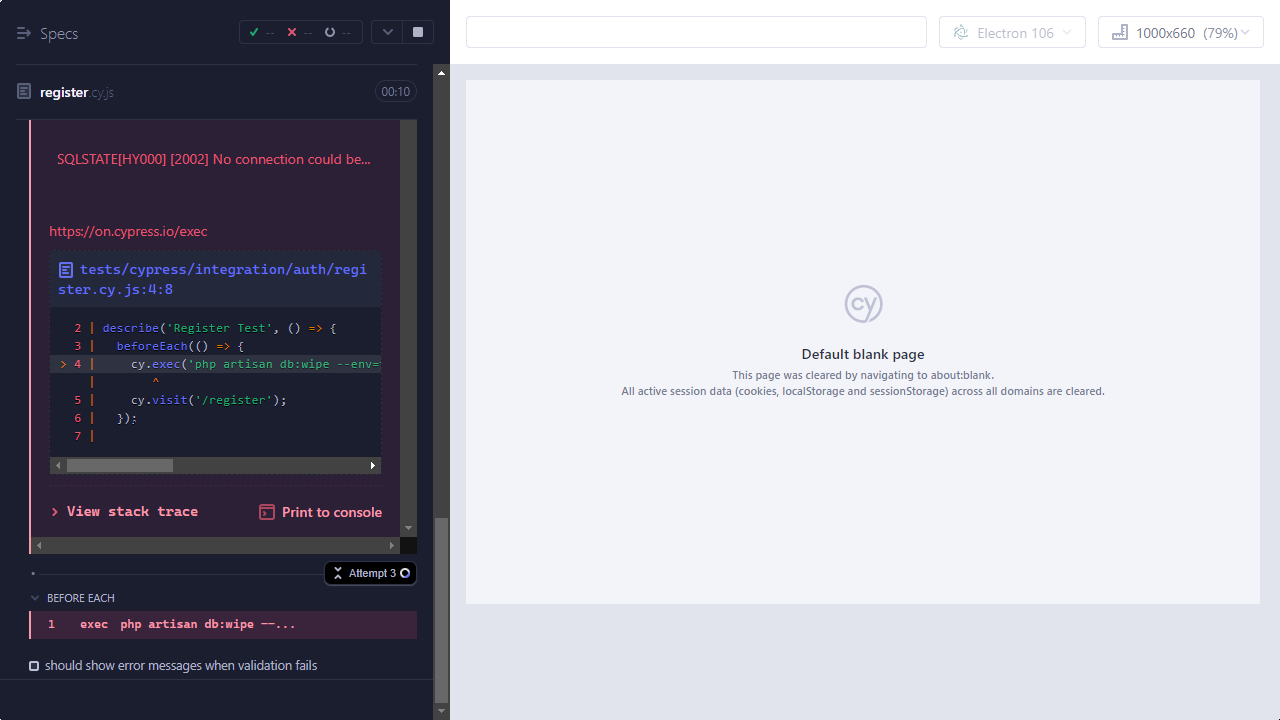 Specs
-- -- --
Electron 106
1000x660 (79%)
register.cy.js
00:10
SQLSTATE[HY000] [2002] No connection could be...
https://on.cypress.io/exec
tests/cypress/integration/auth/regi
ster.cy.js:4:8
2 | describe('Register Test', () => {
3 | beforeEach(() => {
> 4 | cy.exec('php artisan db:wipe --env=
| ^
5 | cy.visit('/register');
6 | });
7 |
View stack trace
Print to console
Attempt 3
BEFORE EACH
1 exec php artisan db:wipe --...
should show error messages when validation fails
cy
Default blank page
This page was cleared by navigating to about:blank.
All active session data (cookies, localStorage and sessionStorage) across all domains are cleared.